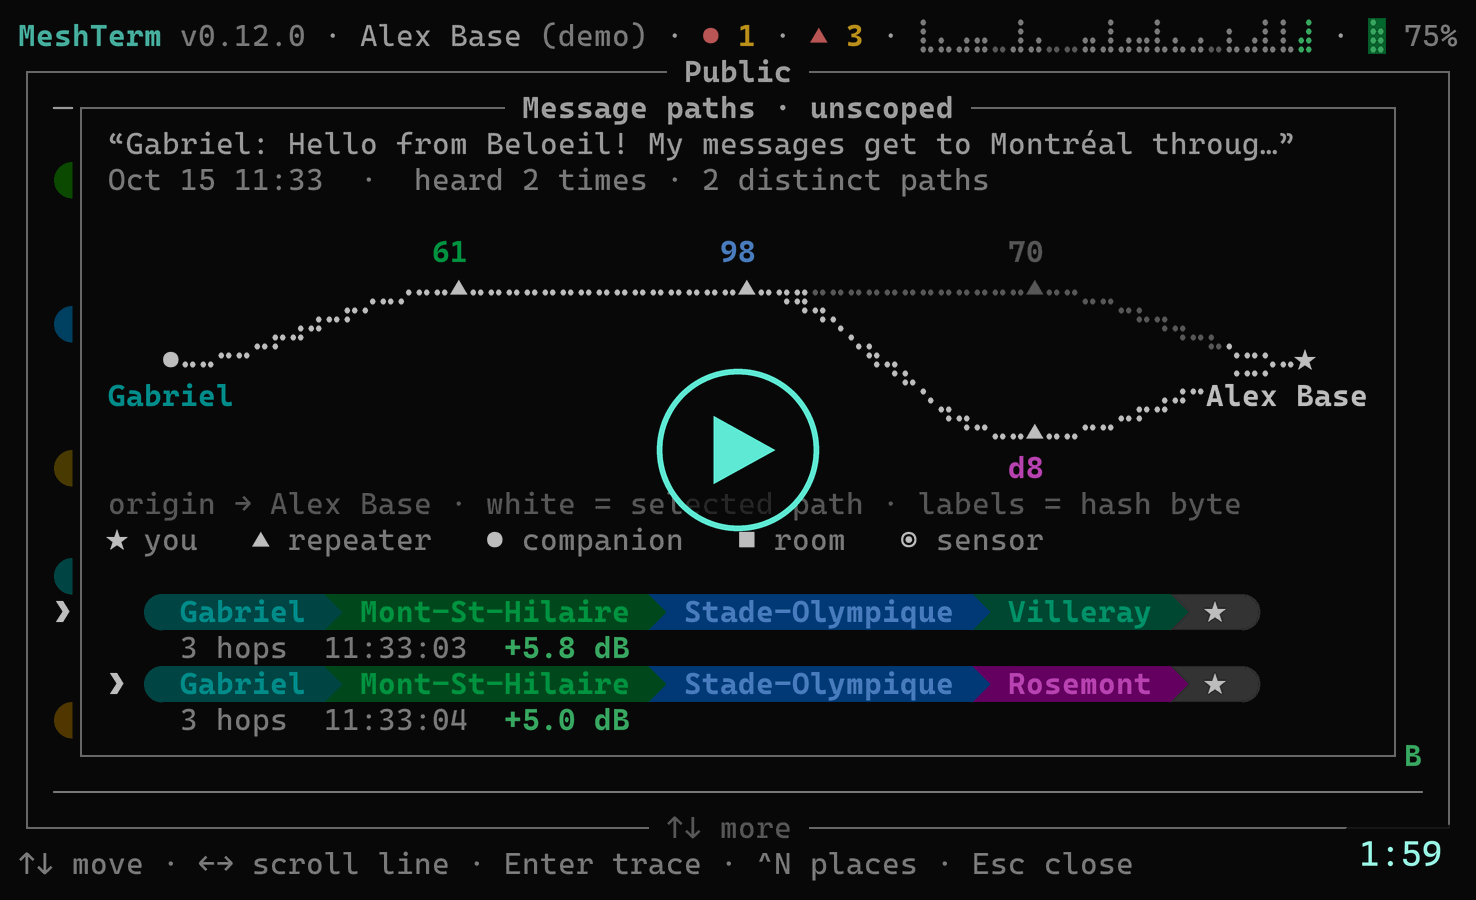 MeshTerm v0.12.0 · Alex Base (demo) · ● 1 · ▲ 3 · 75%
Public
Message paths · unscoped
“Gabriel: Hello from Beloeil! My messages get to Montréal throug…”
Oct 15 11:33 · heard 2 times · 2 distinct paths
61 98 70
Gabriel Alex Base
d8
origin → Alex Base · white = selected path · labels = hash byte
★ you ▲ repeater ● companion ■ room ◉ sensor
❯ Gabriel Mont-St-Hilaire Stade-Olympique Villeray ★
3 hops 11:33:03 +5.8 dB
❯ Gabriel Mont-St-Hilaire Stade-Olympique Rosemont ★
3 hops 11:33:04 +5.0 dB
B
↑↓ more
↑↓ move · ←→ scroll line · Enter trace · ^N places · Esc close
1:59